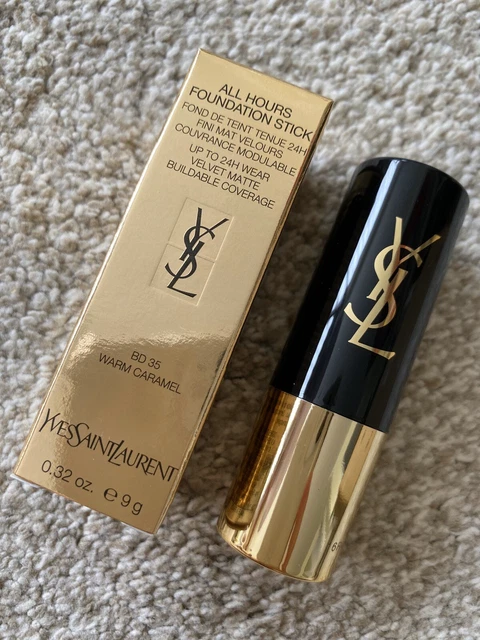 ALL HOURS
FOUNDATION STICK
FOND DE TEINT TENUE 24H
FINI MAT VELOURS
COUVRANCE MODULABLE
UP TO 24H WEAR
VELVET MATTE
BUILDABLE COVERAGE
YSL
BD 35
WARM CARAMEL
YVESSAINTLAURENT
0.32 oz. ℮ 9 g
YSL